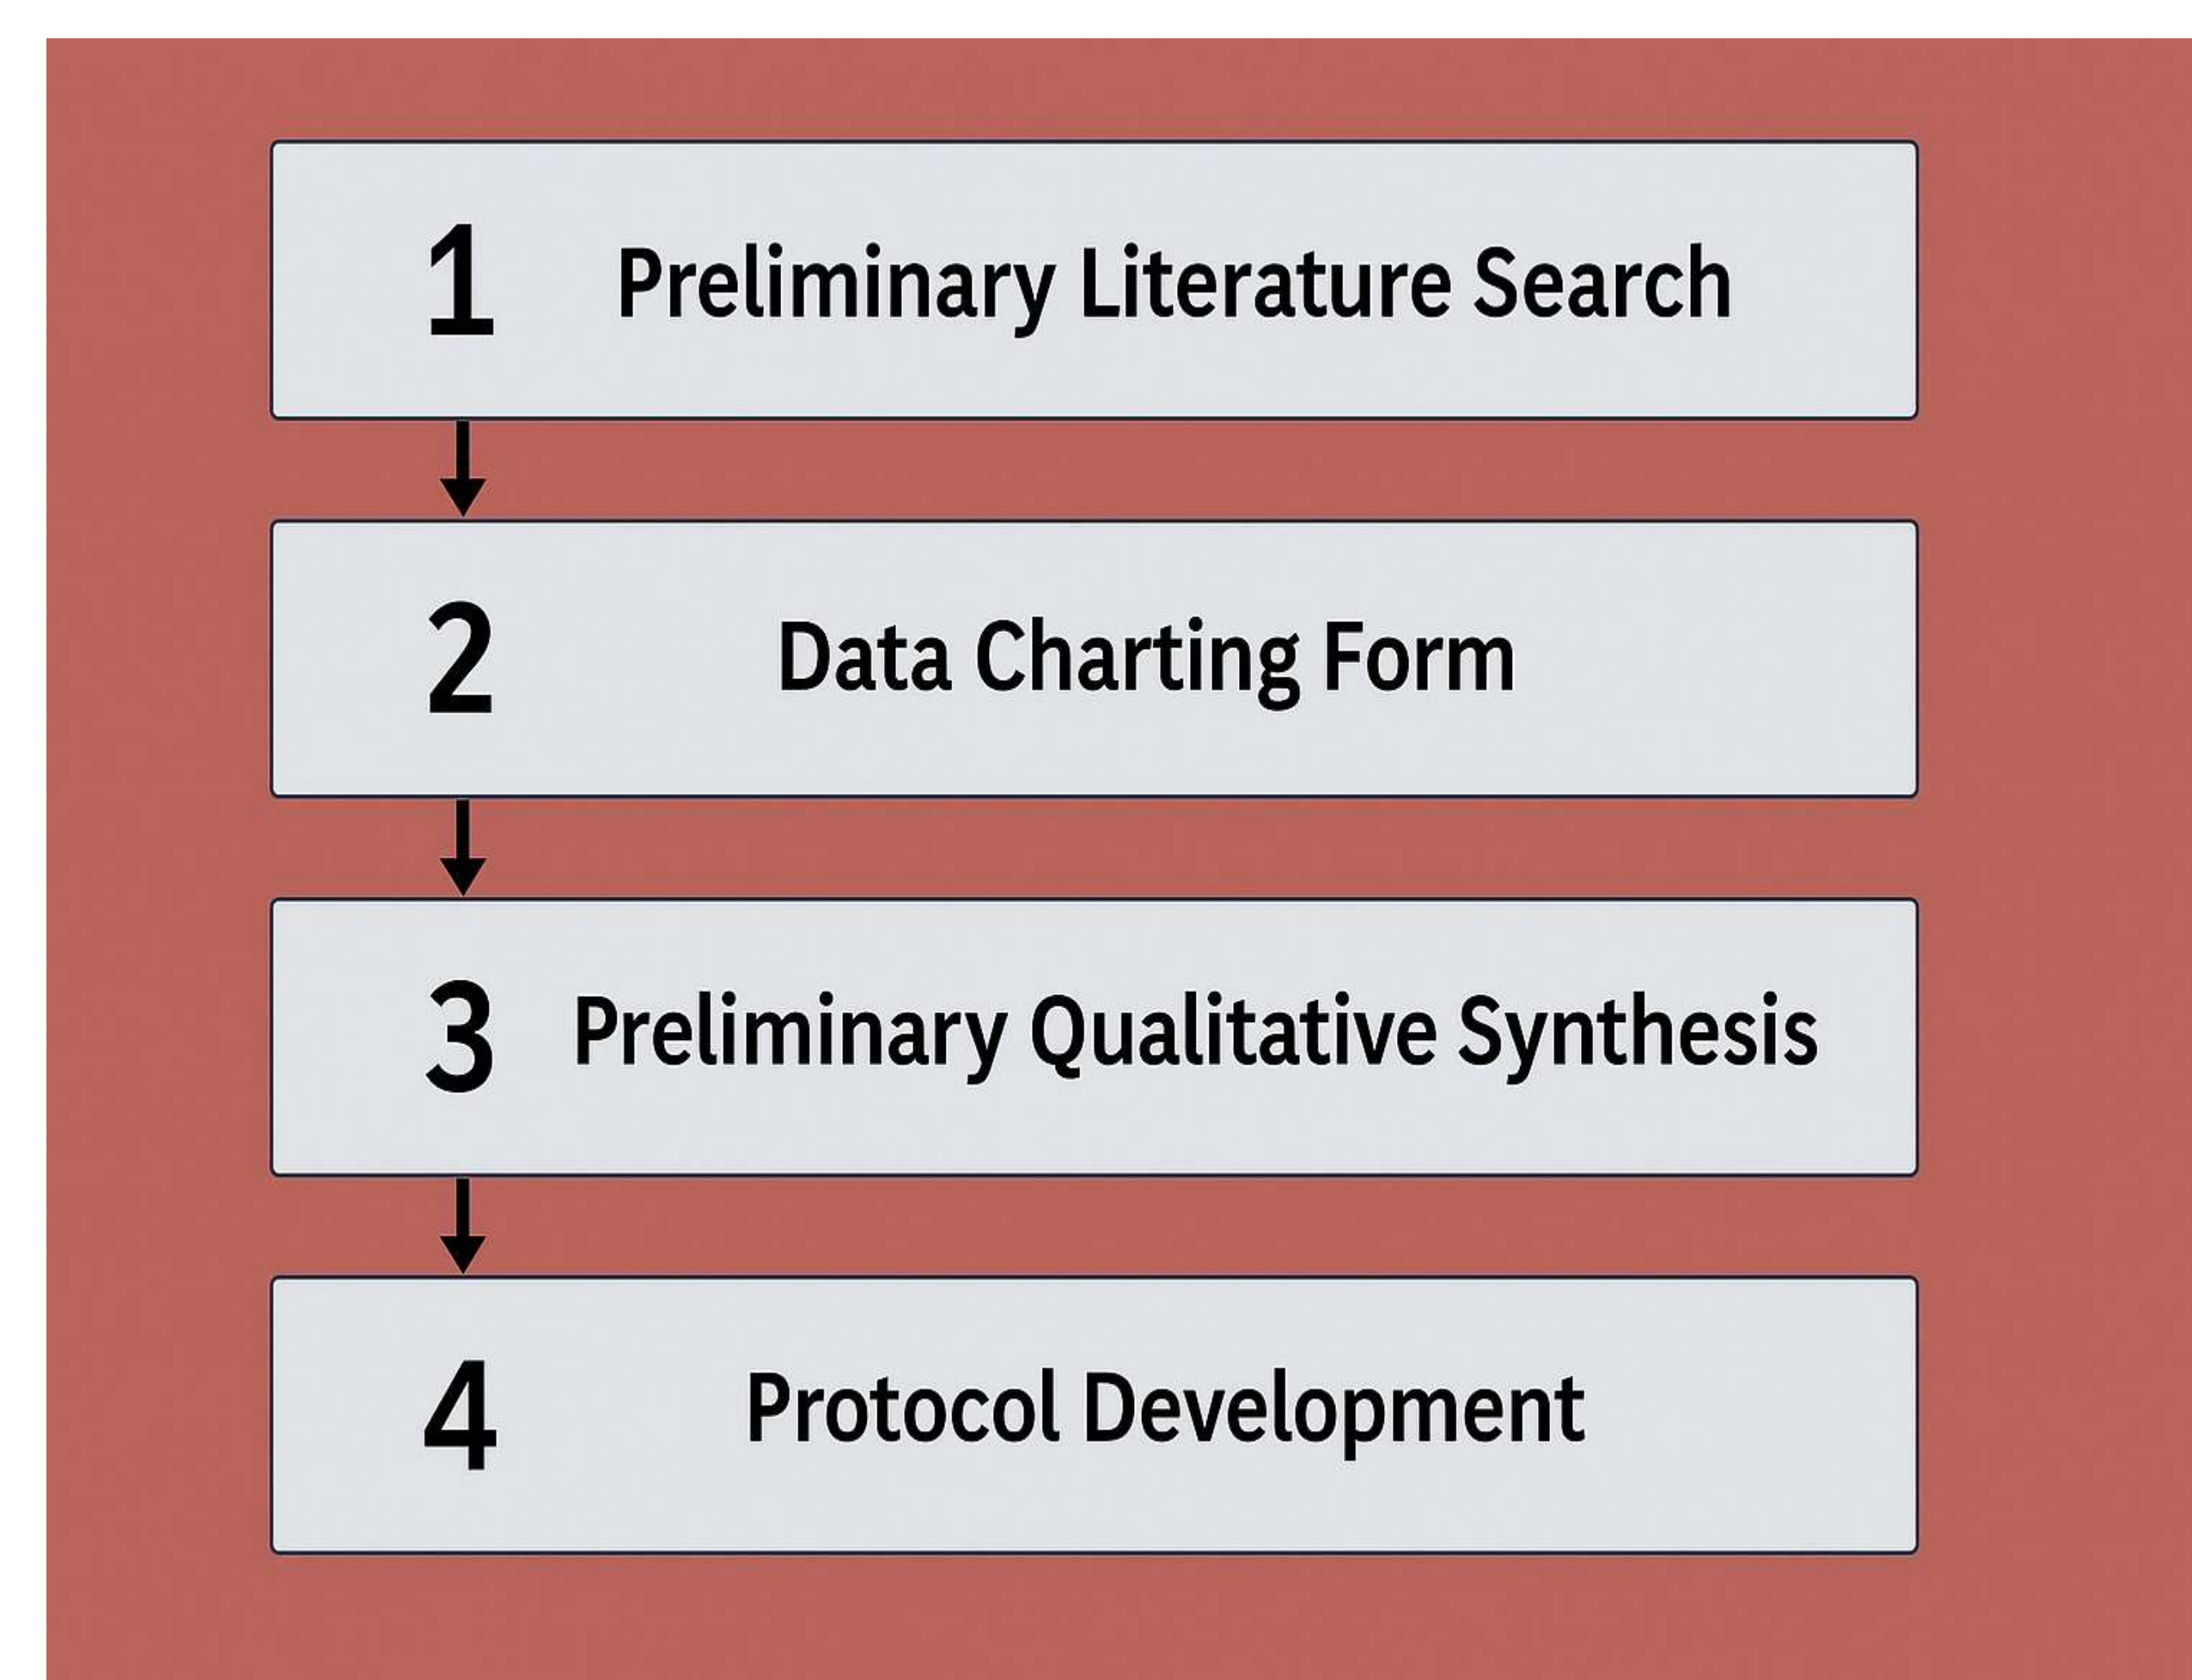 1 Preliminary Literature Search
2 Data Charting Form
3 Preliminary Qualitative Synthesis
4 Protocol Development